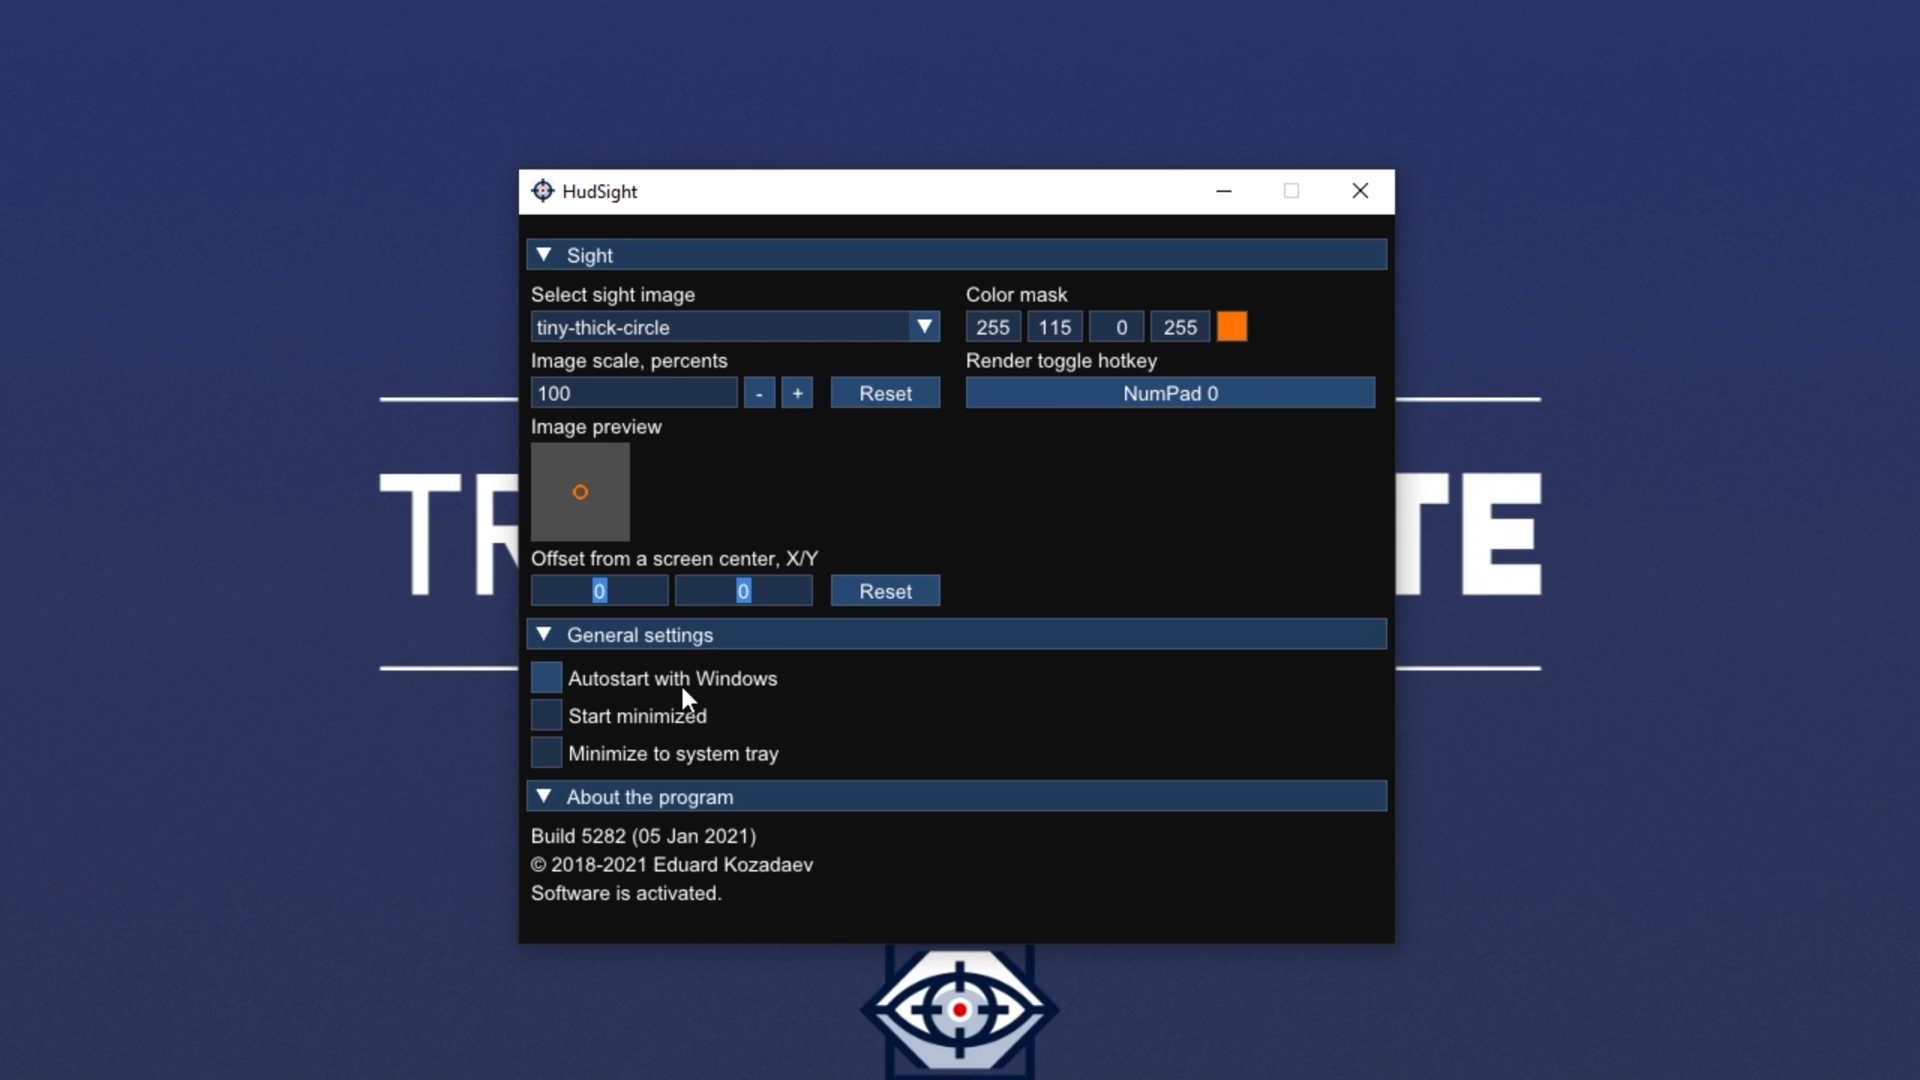 HudSight
Sight
Select sight image
Color mask
tiny-thick-circle
255 115 0 255
Image scale, percents
Render toggle hotkey
100 - + Reset
NumPad 0
Image preview
TR
TE
Offset from a screen center, X/Y
0 0 Reset
General settings
Autostart with Windows
Start minimized
Minimize to system tray
About the program
Build 5282 (05 Jan 2021)
© 2018-2021 Eduard Kozadaev
Software is activated.